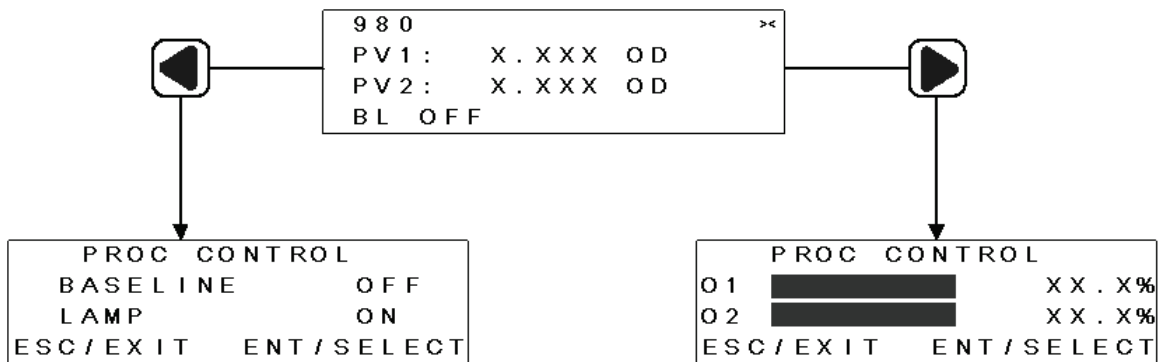 980 ><
PV1: X.XXX OD
PV2: X.XXX OD
BL OFF
PROC CONTROL
BASELINE OFF
LAMP ON
ESC/EXIT ENT/SELECT
PROC CONTROL
O1 XX.X%
O2 XX.X%
ESC/EXIT ENT/SELECT